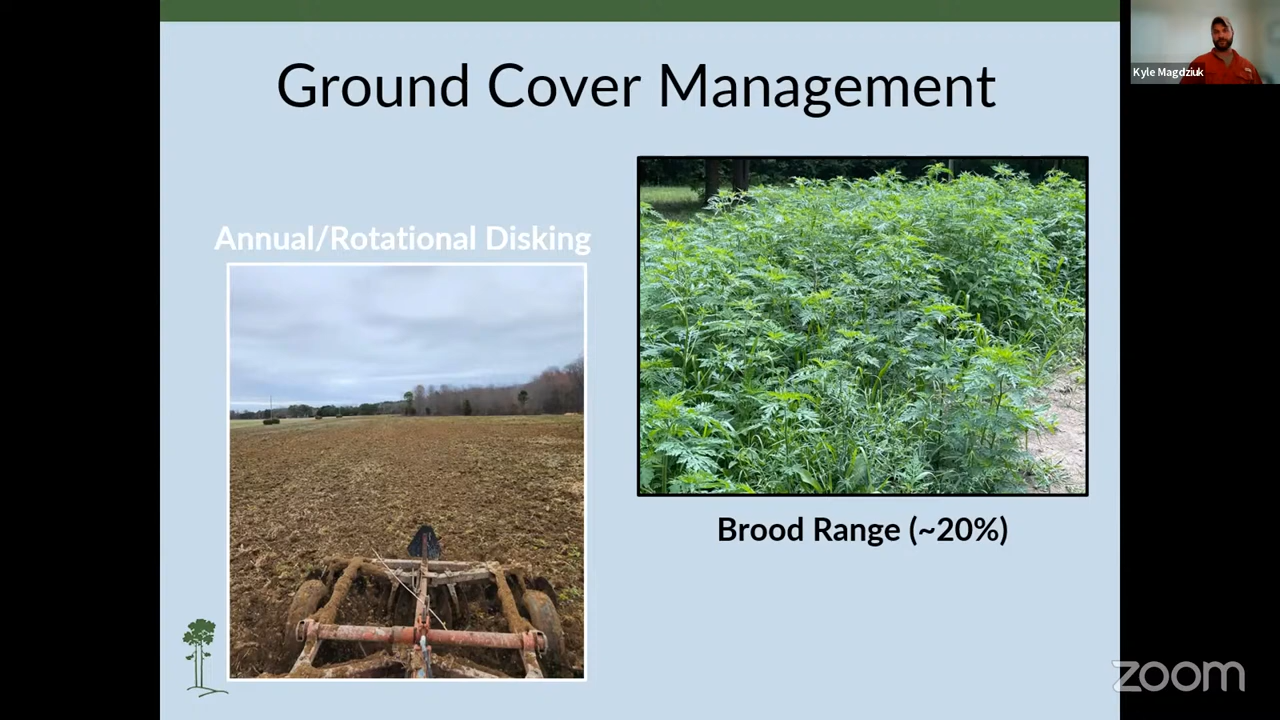 Ground Cover Management
Kyle Magdziuk
Annual/Rotational Disking
Brood Range (~20%)
zoom